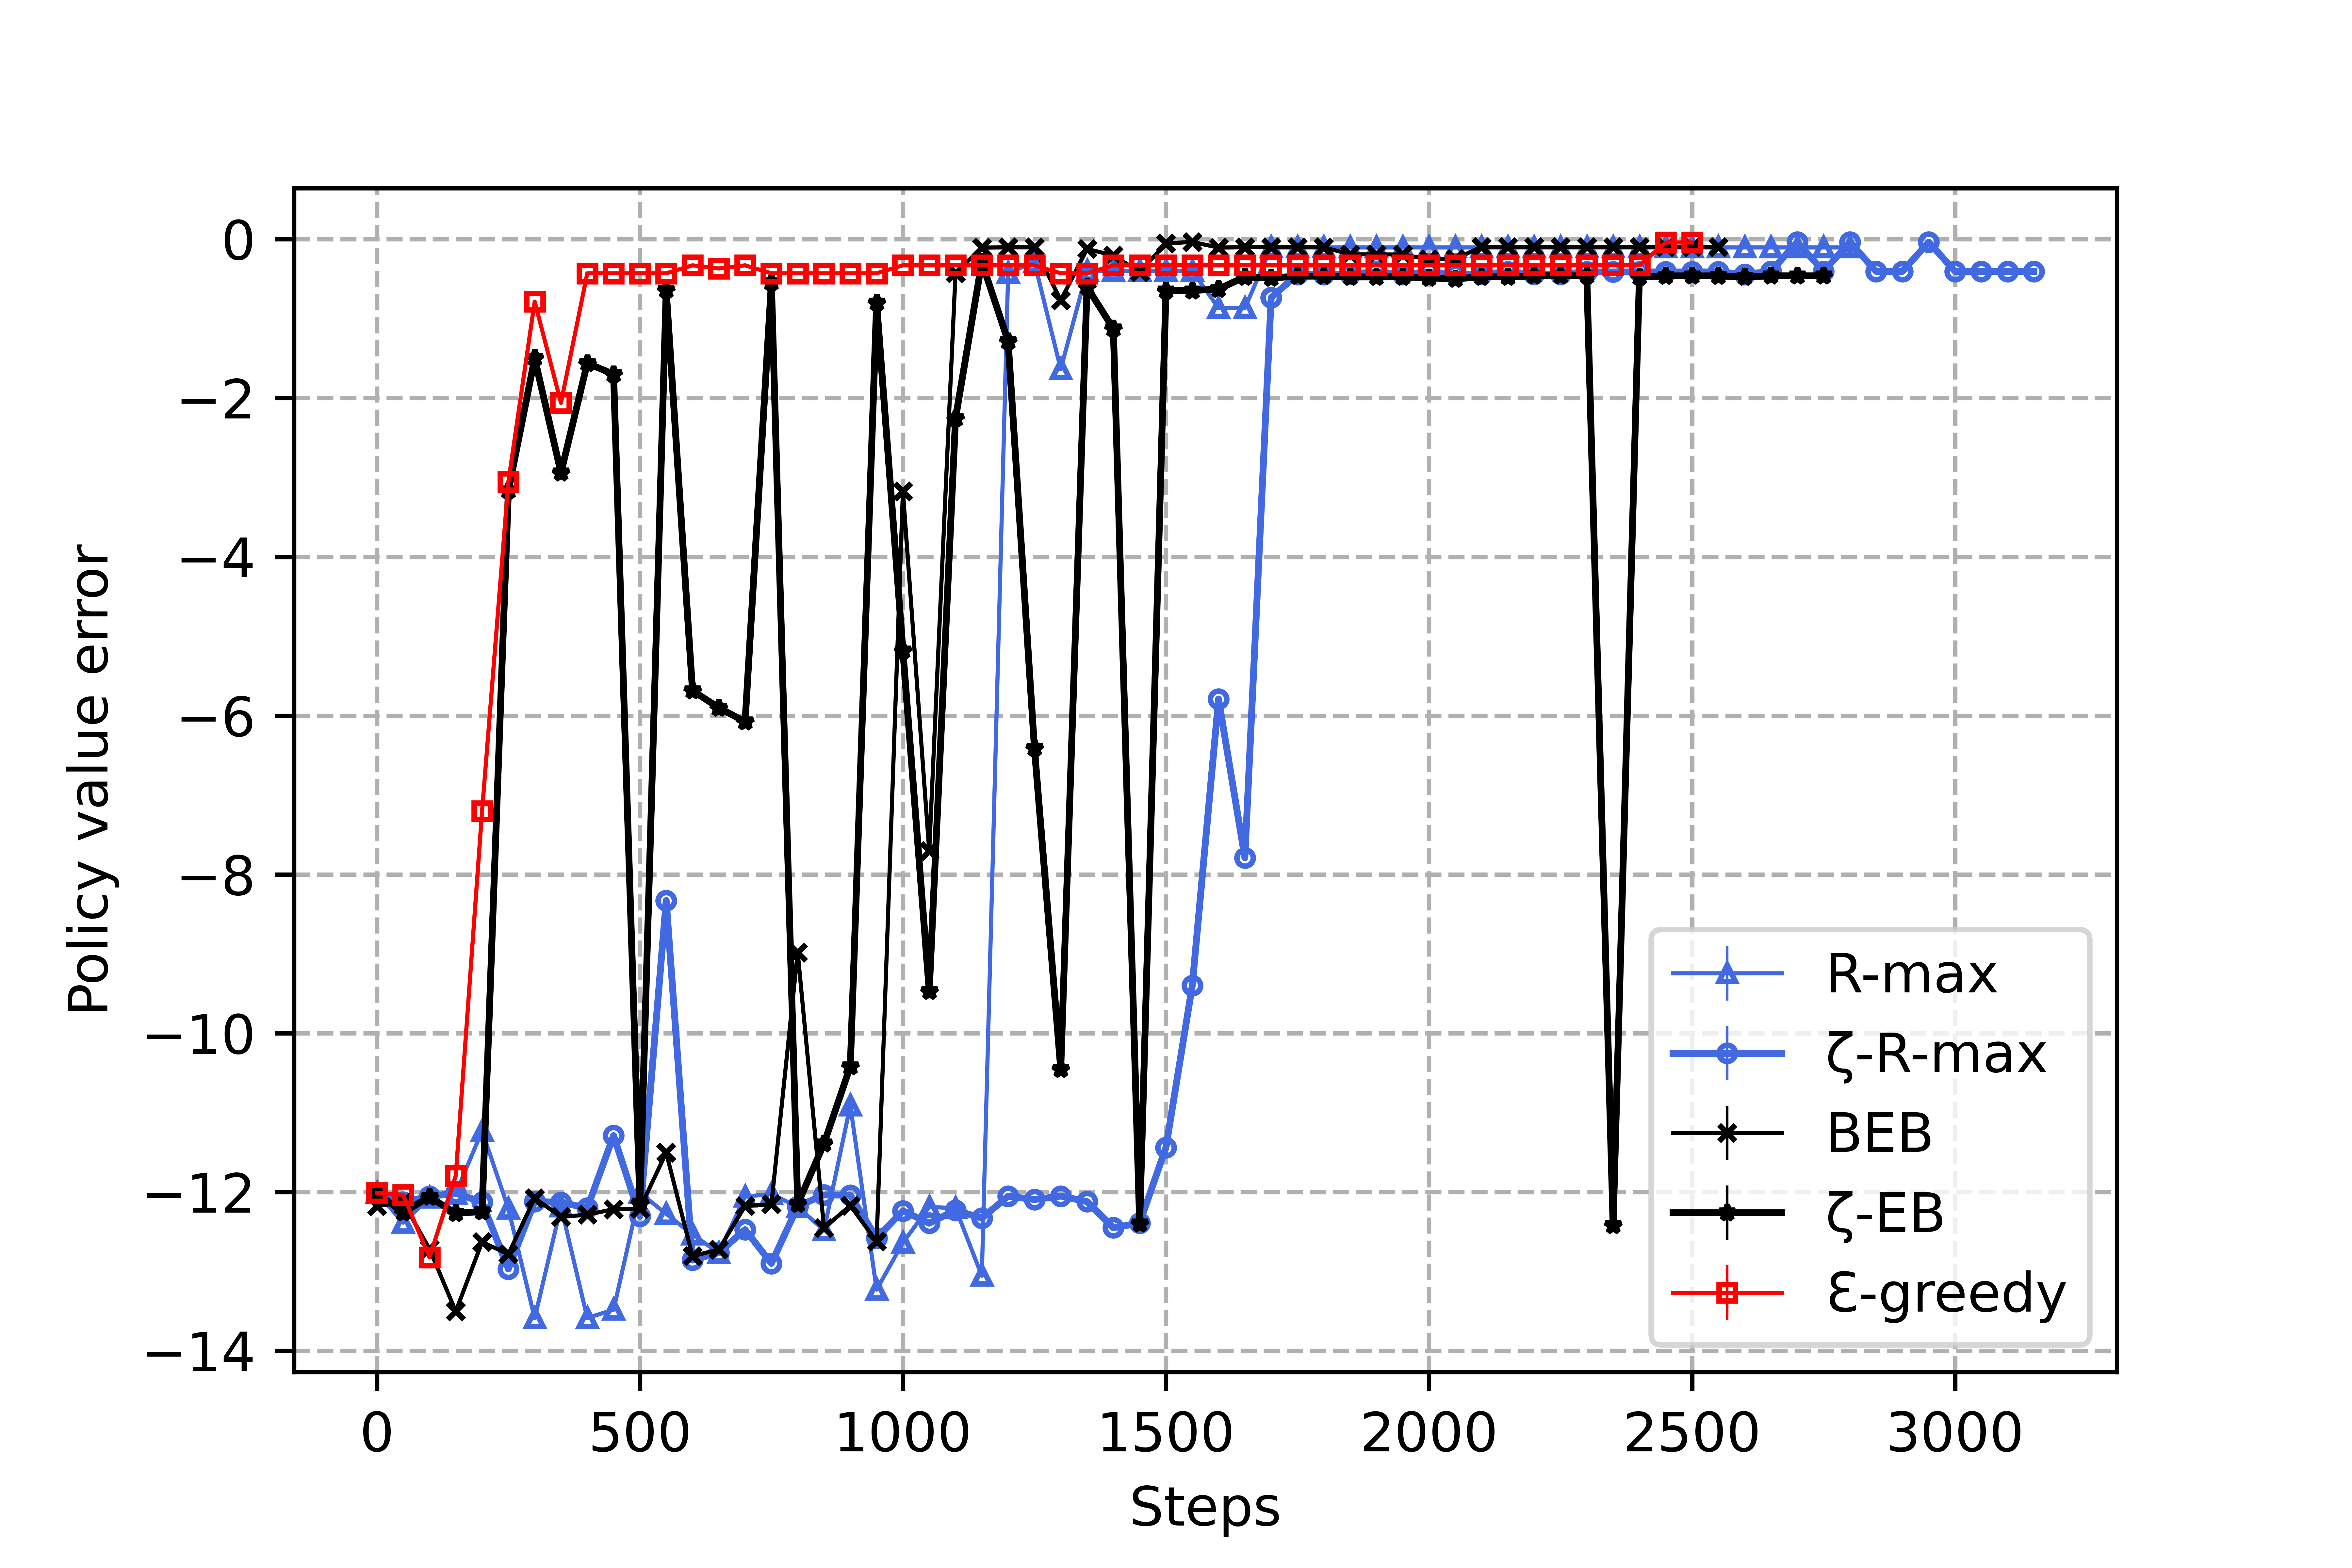 0
−2
−4
−6
−8
−10
−12
−14
Policy value error
0 500 1000 1500 2000 2500 3000
Steps
R-max
ζ-R-max
BEB
ζ-EB
Ɛ-greedy